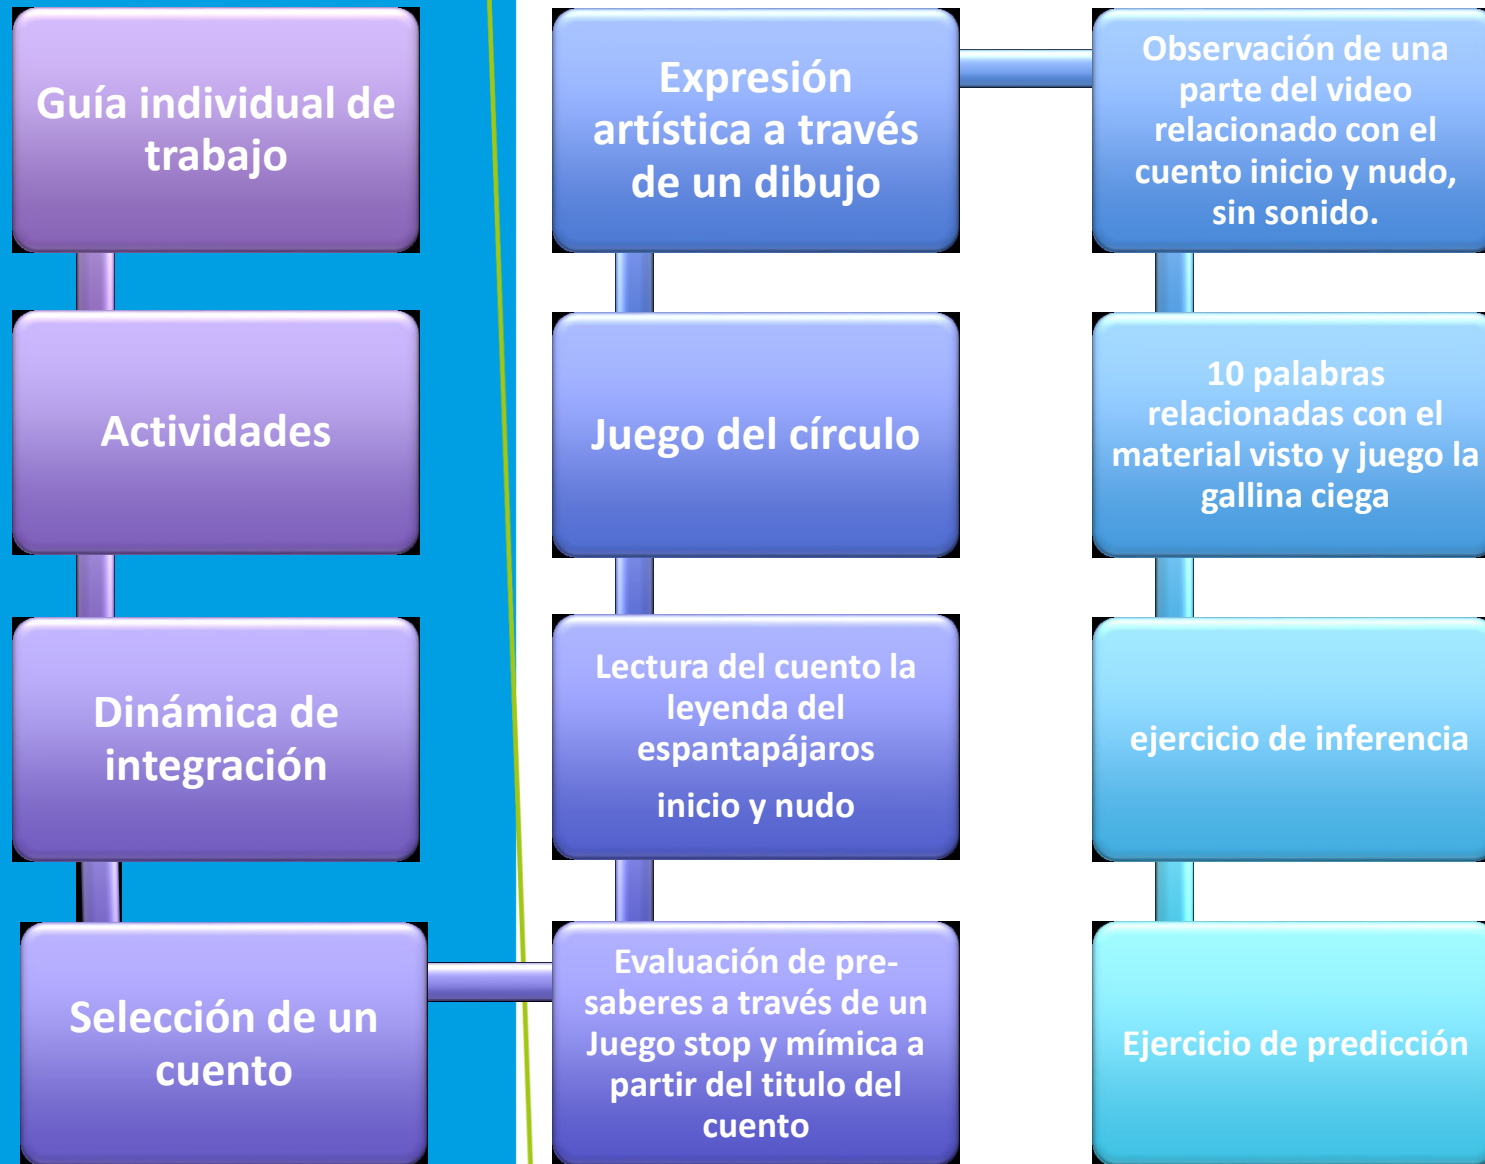 Guía individual de
trabajo
Actividades
Dinámica de
integración
Selección de un
cuento
Evaluación de pre-
saberes a través de un
Juego stop y mímica a
partir del titulo del
cuento
Lectura del cuento la
leyenda del
espantapájaros
inicio y nudo
Juego del círculo
Expresión
artística a través
de un dibujo
Observación de una
parte del video
relacionado con el
cuento inicio y nudo,
sin sonido.
10 palabras
relacionadas con el
material visto y juego la
gallina ciega
ejercicio de inferencia
Ejercicio de predicción